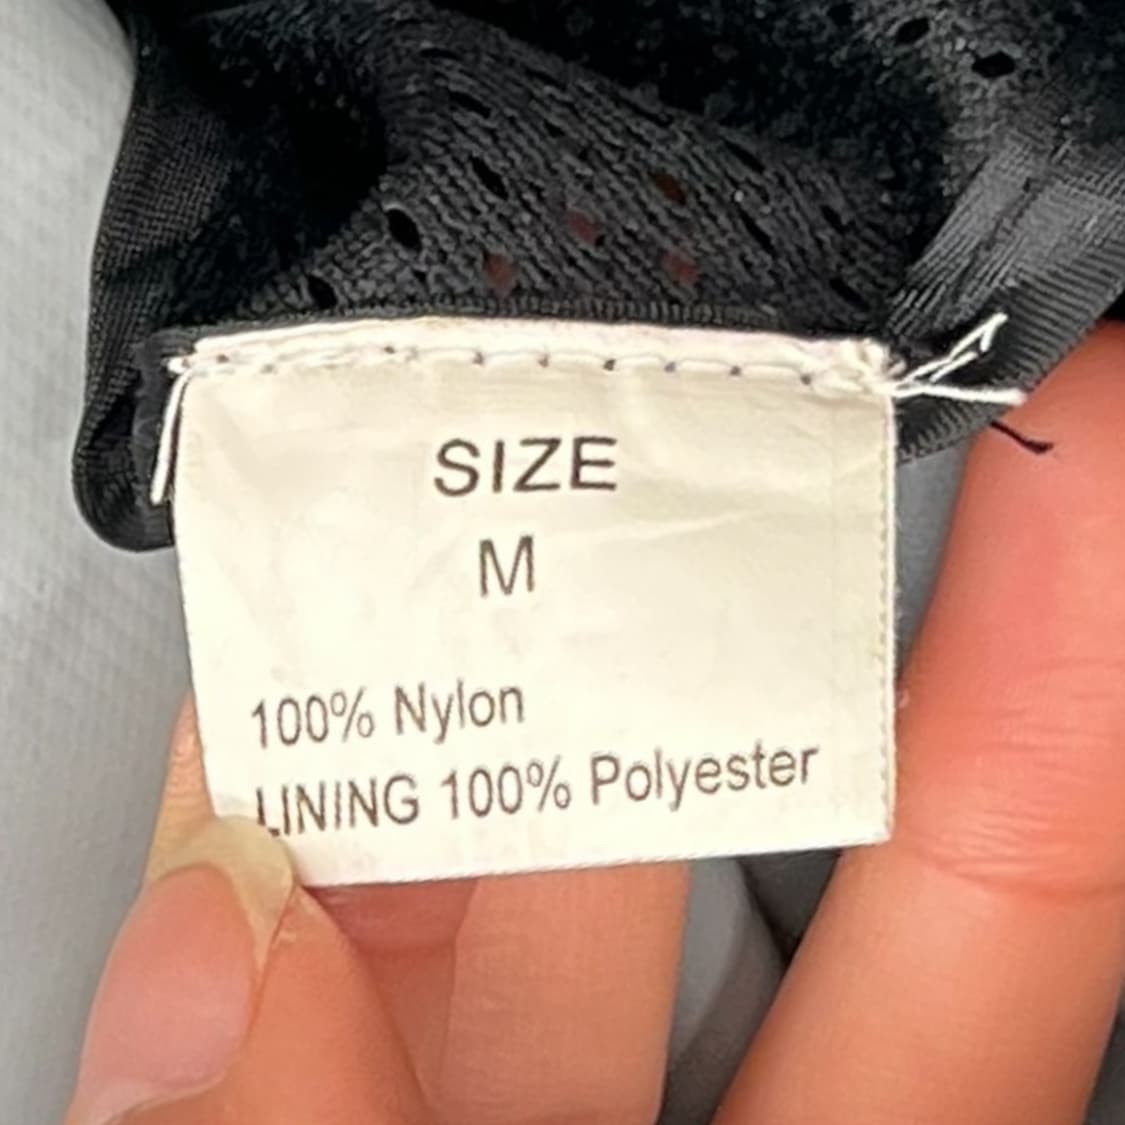 SIZE
M
100% Nylon
LINING 100% Polyester